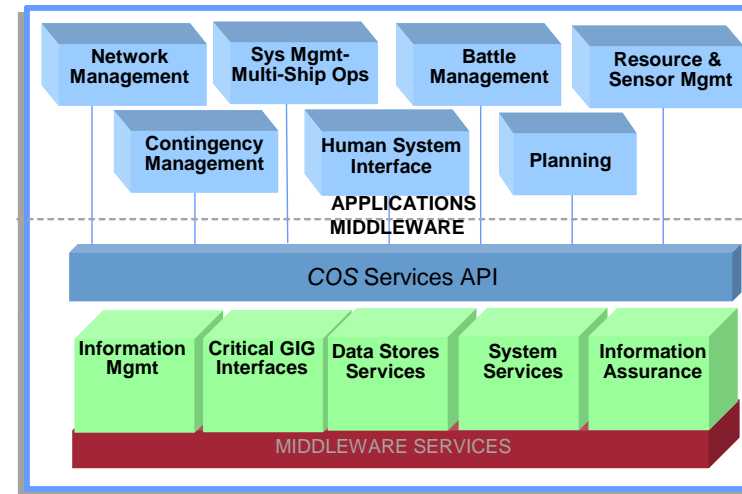 Network
Management
Sys Mgmt-
Multi-Ship Ops
Battle
Management
Resource &
Sensor Mgmt
Contingency
Management
Human System
Interface
Planning
APPLICATIONS
MIDDLEWARE
COS Services API
Information
Mgmt
Critical GIG
Interfaces
Data Stores
Services
System
Services
Information
Assurance
MIDDLEWARE SERVICES